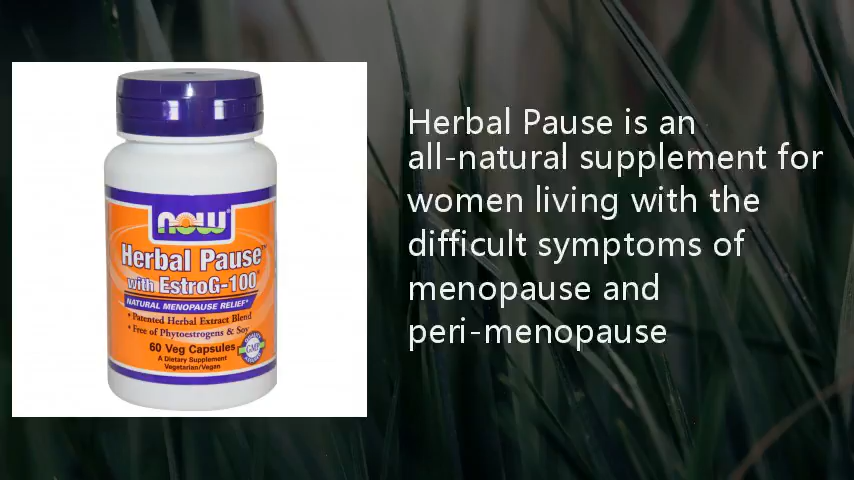 now
Herbal Pause™
with EstroG-100®
NATURAL MENOPAUSE RELIEF*
• Patented Herbal Extract Blend
• Free of Phytoestrogens & Soy
60 Veg Capsules
A Dietary Supplement
Vegetarian/Vegan
GMP
Herbal Pause is an
all-natural supplement for
women living with the
difficult symptoms of
menopause and
peri-menopause